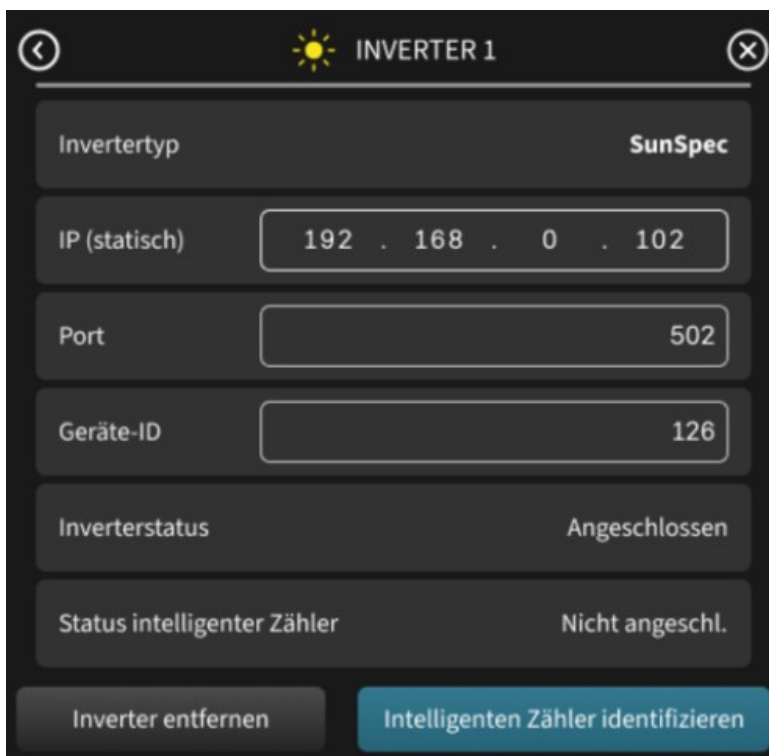 INVERTER 1
Invertertyp SunSpec
IP (statisch) 192 . 168 . 0 . 102
Port 502
Geräte-ID 126
Inverterstatus Angeschlossen
Status intelligenter Zähler Nicht angeschl.
Inverter entfernen Intelligenten Zähler identifizieren